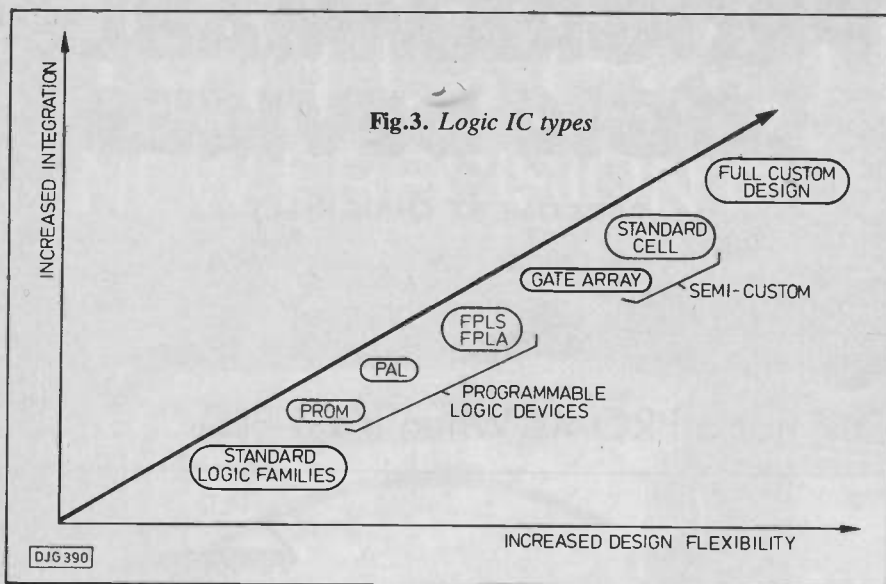 INCREASED INTEGRATION
Fig.3. Logic IC types
FULL CUSTOM
DESIGN
STANDARD
CELL
GATE ARRAY
SEMI-CUSTOM
FPLS
FPLA
PAL
PROGRAMMABLE
LOGIC DEVICES
PROM
STANDARD
LOGIC FAMILIES
INCREASED DESIGN FLEXIBILITY
DJG 390